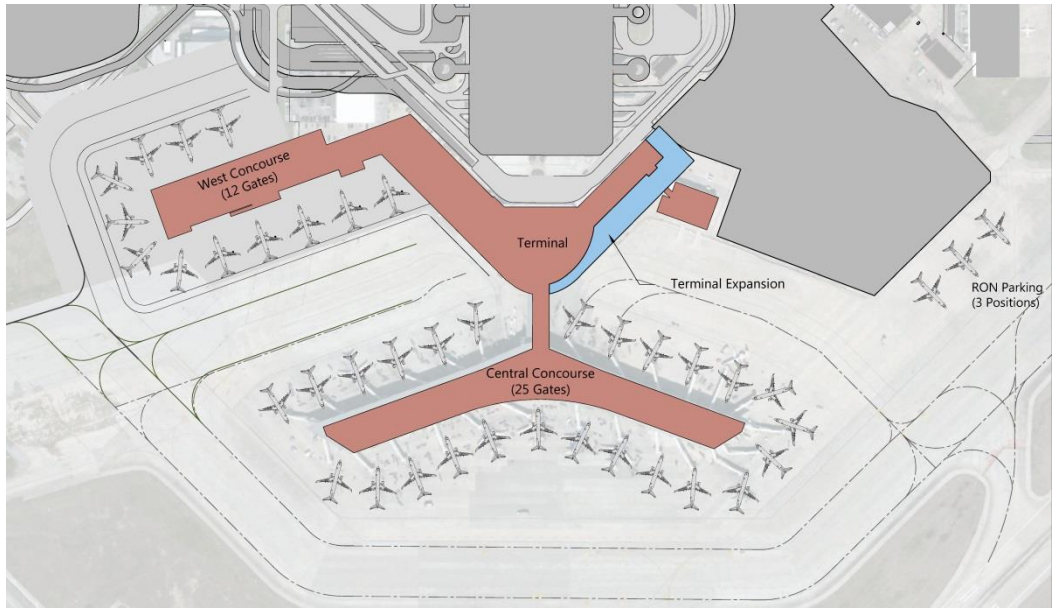 West Concourse
(12 Gates)
Terminal
Terminal Expansion
RON Parking
(3 Positions)
Central Concourse
(25 Gates)